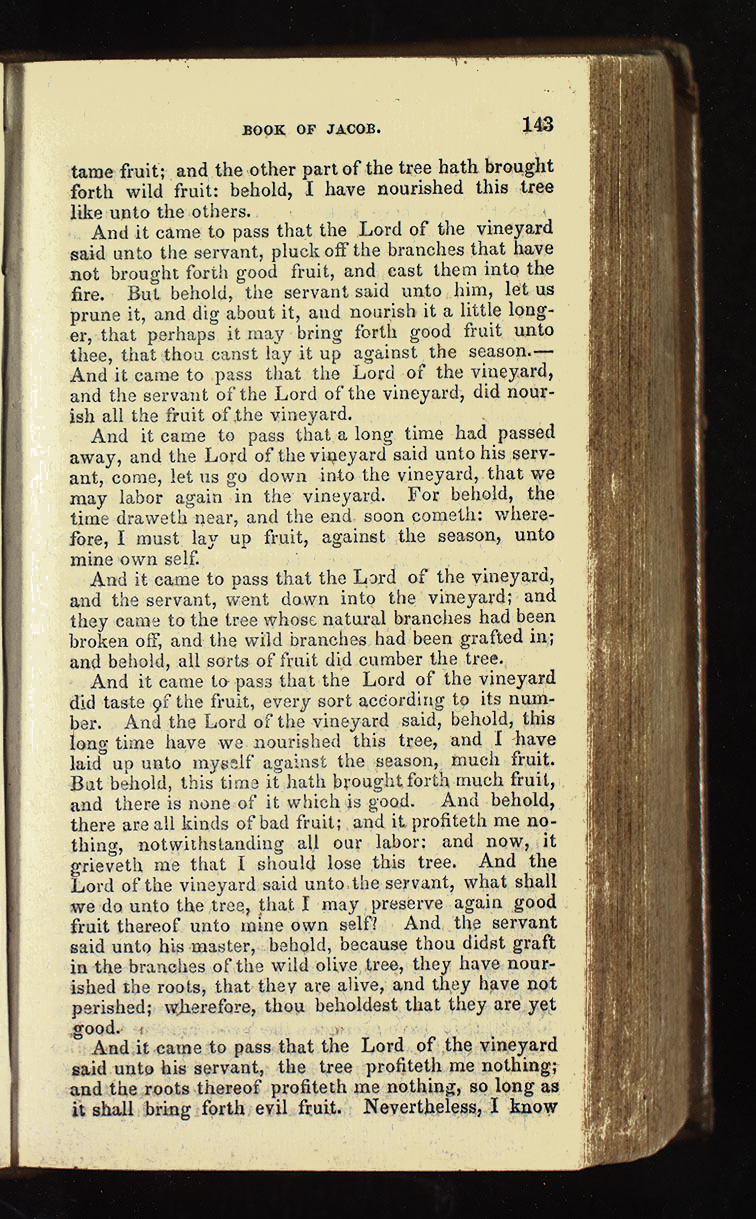 BOOK OF JACOB. 143
tame fruit; and the other part of the tree hath brought
forth wild fruit: behold, I have nourished this tree
like unto the others.
And it came to pass that the Lord of the vineyard
said unto the servant, pluck off the branches that have
not brought forth good fruit, and cast them into the
fire. But behold, the servant said unto him, let us
prune it, and dig about it, and nourish it a little long-
er, that perhaps it may bring forth good fruit unto
thee, that thou canst lay it up against the season.—
And it came to pass that the Lord of the vineyard,
and the servant of the Lord of the vineyard, did nour-
ish all the fruit of the vineyard.
And it came to pass that a long time had passed
away, and the Lord of the vineyard said unto his serv-
ant, come, let us go down into the vineyard, that we
may labor again in the vineyard. For behold, the
time draweth near, and the end soon cometh: where-
fore, I must lay up fruit, against the season, unto
mine own self.
And it came to pass that the Lord of the vineyard,
and the servant, went down into the vineyard; and
they came to the tree whose natural branches had been
broken off, and the wild branches had been grafted in;
and behold, all sorts of fruit did cumber the tree.
And it came to pass that the Lord of the vineyard
did taste of the fruit, every sort according to its num-
ber. And the Lord of the vineyard said, behold, this
long time have we nourished this tree, and I have
laid up unto myself against the season, much fruit.
But behold, this time it hath brought forth much fruit,
and there is none of it which is good. And behold,
there are all kinds of bad fruit; and it profiteth me no-
thing, notwithstanding all our labor: and now, it
grieveth me that I should lose this tree. And the
Lord of the vineyard said unto the servant, what shall
we do unto the tree, that I may preserve again good
fruit thereof unto mine own self? And the servant
said unto his master, behold, because thou didst graft
in the branches of the wild olive tree, they have nour-
ished the roots, that they are alive, and they have not
perished; wherefore, thou beholdest that they are yet
good.
And it came to pass that the Lord of the vineyard
said unto his servant, the tree profiteth me nothing;
and the roots thereof profiteth me nothing, so long as
it shall bring forth evil fruit. Nevertheless, I know